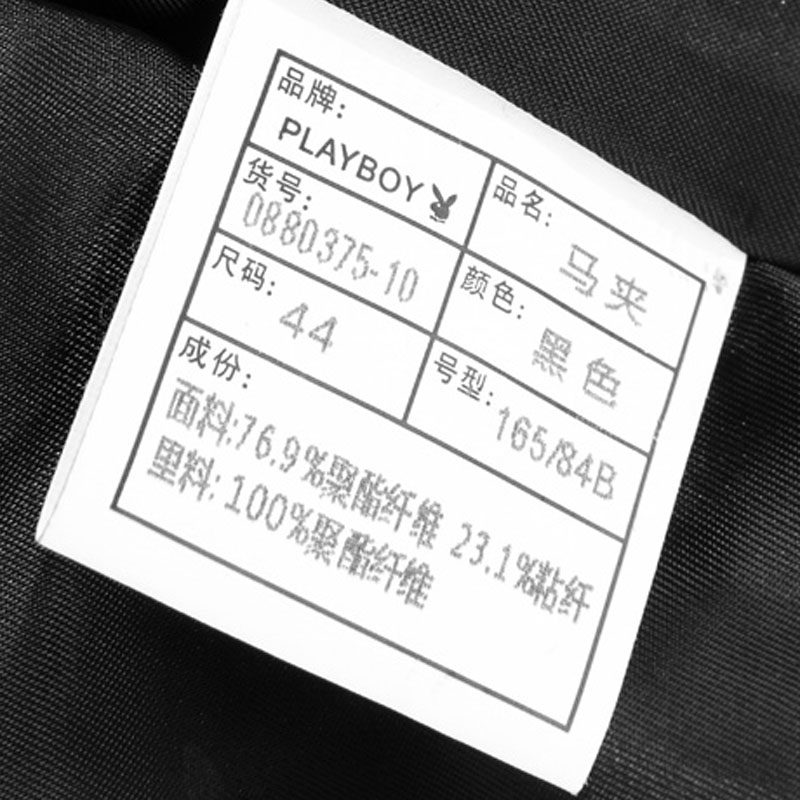 品牌:
PLAYBOY
品名:
马夹
货号:
0880375-10
颜色:
黑色
尺码:
44
号型:
165/84B
成份:
面料:76.9%聚酯纤维 23.1%粘纤
里料:100%聚酯纤维